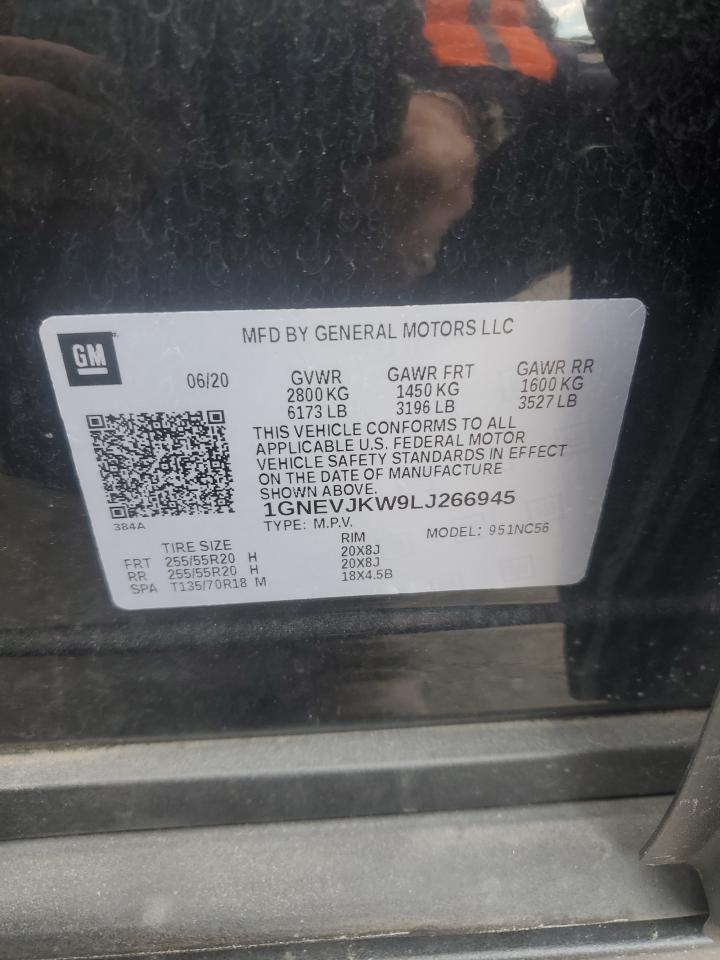 GM
MFD BY GENERAL MOTORS LLC
06/20 GVWR GAWR FRT GAWR RR
2800 KG 1450 KG 1600 KG
6173 LB 3196 LB 3527 LB
THIS VEHICLE CONFORMS TO ALL
APPLICABLE U.S. FEDERAL MOTOR
VEHICLE SAFETY STANDARDS IN EFFECT
ON THE DATE OF MANUFACTURE
SHOWN ABOVE.
1GNEVJKW9LJ266945
384A
TYPE: M.P.V. MODEL: 951NC56
TIRE SIZE RIM
FRT 255/55R20 H 20X8J
RR 255/55R20 H 20X8J
SPA T135/70R18 M 18X4.5B